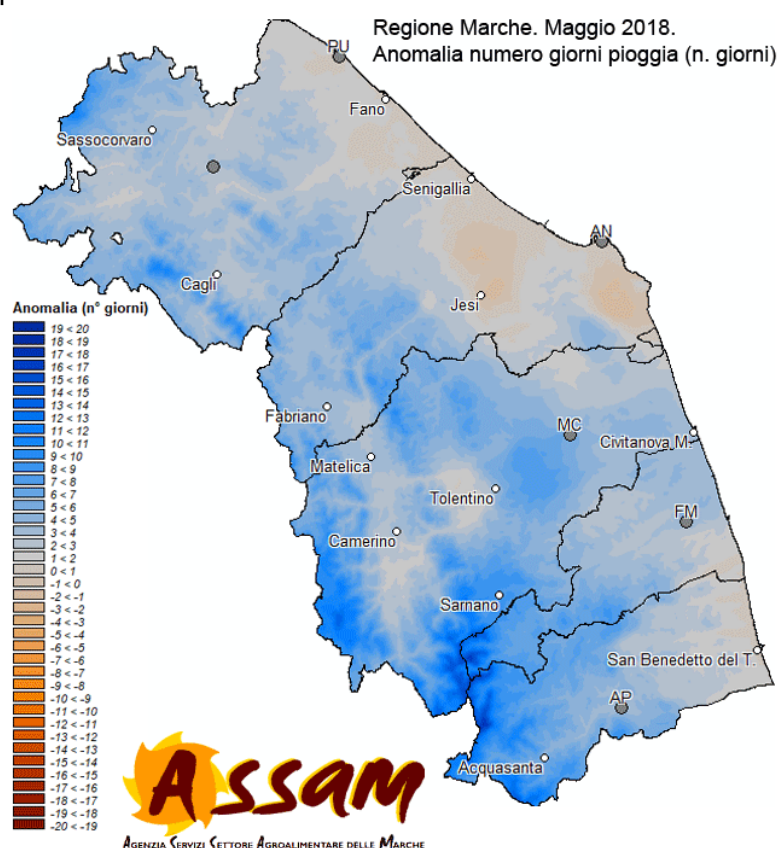 Regione Marche. Maggio 2018.
Anomalia numero giorni pioggia (n. giorni)
PU
Fano
Sassocorvaro
Senigallia
AN
Cagli
Jesi
Anomalia (n° giorni)
19 < 20
18 < 19
17 < 18
16 < 17
15 < 16
14 < 15
13 < 14
12 < 13
11 < 12
10 < 11
9 < 10
8 < 9
7 < 8
6 < 7
5 < 6
4 < 5
3 < 4
2 < 3
1 < 2
0 < 1
-1 < 0
-2 < -1
-3 < -2
-4 < -3
-5 < -4
-6 < -5
-7 < -6
-8 < -7
-9 < -8
-10 < -9
-11 < -10
-12 < -11
-13 < -12
-14 < -13
-15 < -14
-16 < -15
-17 < -16
-18 < -17
-19 < -18
-20 < -19
Fabriano
MC
Civitanova M.
Matelica
Tolentino
FM
Camerino
Sarnano
San Benedetto del T.
AP
Acquasanta
Assam
Agenzia Servizi Settore Agroalimentare delle Marche